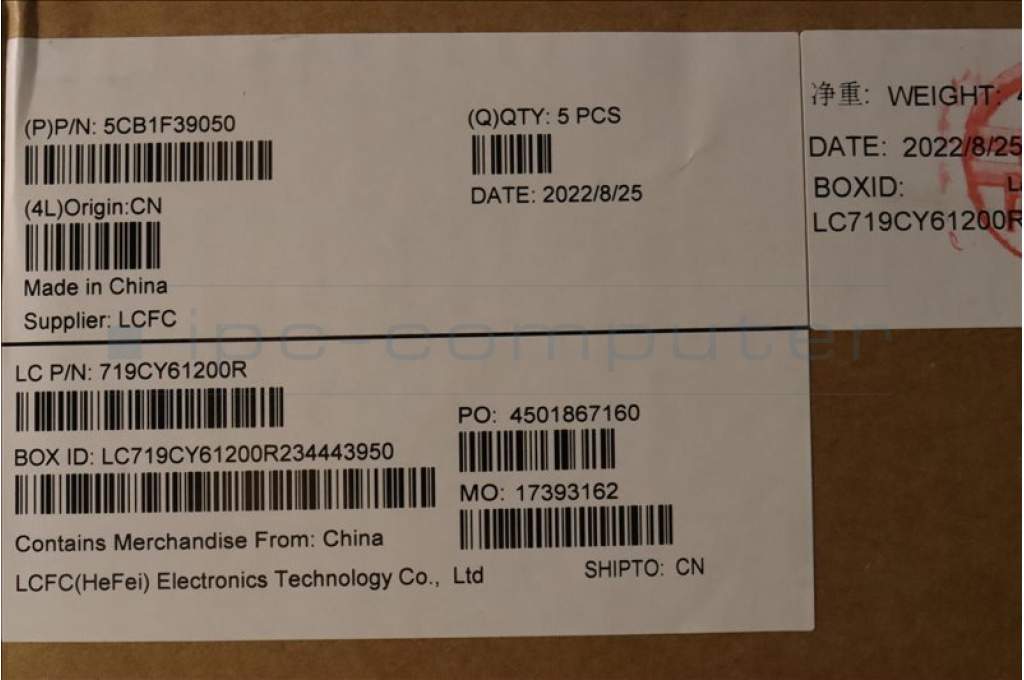 (P)P/N: 5CB1F39050
(Q)QTY: 5 PCS
DATE: 2022/8/25
(4L)Origin:CN
Made in China
Supplier: LCFC
净重: WEIGHT:
DATE: 2022/8/25
BOXID:
LC719CY61200R
ipc-computer
LC P/N: 719CY61200R
BOX ID: LC719CY61200R234443950
Contains Merchandise From: China
LCFC(HeFei) Electronics Technology Co., Ltd
PO: 4501867160
MO: 17393162
SHIPTO: CN